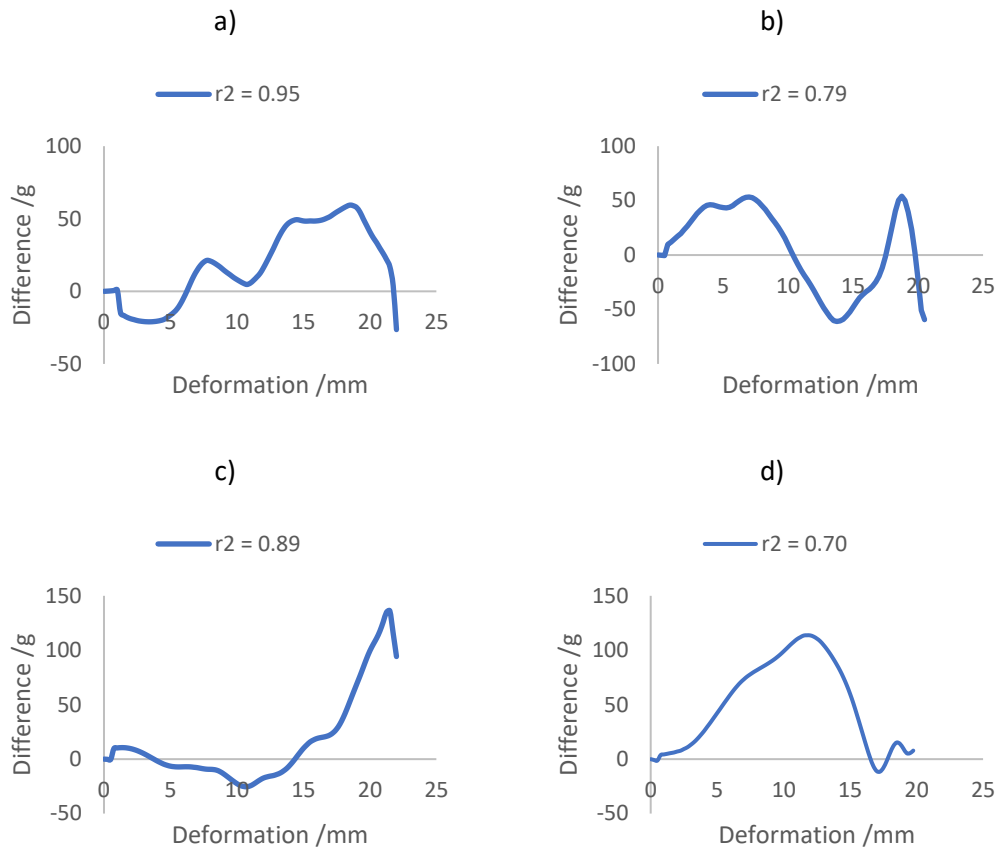 a)
r2 = 0.95
100
50
0
-50
0 5 10 15 20 25
Difference /g
Deformation /mm
b)
r2 = 0.79
100
50
0
-50
-100
0 5 10 15 20 25
Difference /g
Deformation /mm
c)
r2 = 0.89
150
100
50
0
-50
0 5 10 15 20 25
Difference /g
Deformation /mm
d)
r2 = 0.70
150
100
50
0
-50
0 5 10 15 20 25
Difference /g
Deformation /mm